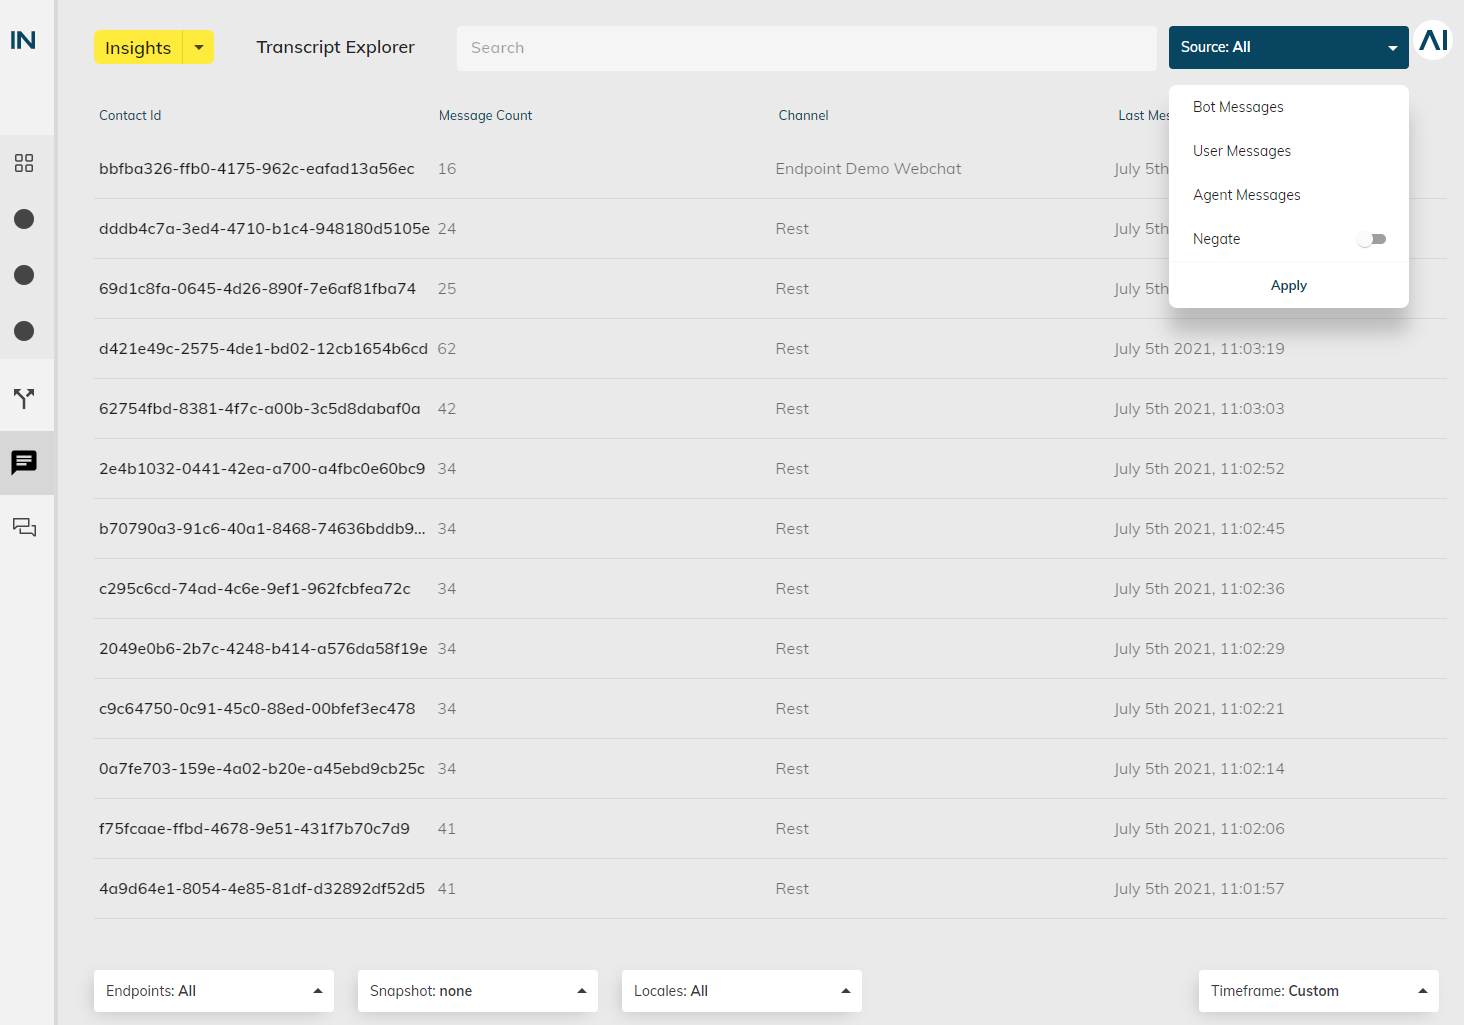 IN
Insights
Transcript Explorer
Search
Source: All
AI
Contact Id Message Count Channel Last Mes
Bot Messages
User Messages
Agent Messages
Negate
Apply
bbfba326-ffb0-4175-962c-eafad13a56ec 16 Endpoint Demo Webchat July 5th
dddb4c7a-3ed4-4710-b1c4-948180d5105e 24 Rest July 5th
69d1c8fa-0645-4d26-890f-7e6af81fba74 25 Rest July 5th
d421e49c-2575-4de1-bd02-12cb1654b6cd 62 Rest July 5th 2021, 11:03:19
62754fbd-8381-4f7c-a00b-3c5d8dabaf0a 42 Rest July 5th 2021, 11:03:03
2e4b1032-0441-42ea-a700-a4fbc0e60bc9 34 Rest July 5th 2021, 11:02:52
b70790a3-91c6-40a1-8468-74636bddb9... 34 Rest July 5th 2021, 11:02:45
c295c6cd-74ad-4c6e-9ef1-962fcbfea72c 34 Rest July 5th 2021, 11:02:36
2049e0b6-2b7c-4248-b414-a576da58f19e 34 Rest July 5th 2021, 11:02:29
c9c64750-0c91-45c0-88ed-00bfef3ec478 34 Rest July 5th 2021, 11:02:21
0a7fe703-159e-4a02-b20e-a45ebd9cb25c 34 Rest July 5th 2021, 11:02:14
f75fcaae-ffbd-4678-9e51-431f7b70c7d9 41 Rest July 5th 2021, 11:02:06
4a9d64e1-8054-4e85-81df-d32892df52d5 41 Rest July 5th 2021, 11:01:57
Endpoints: All
Snapshot: none
Locales: All
Timeframe: Custom